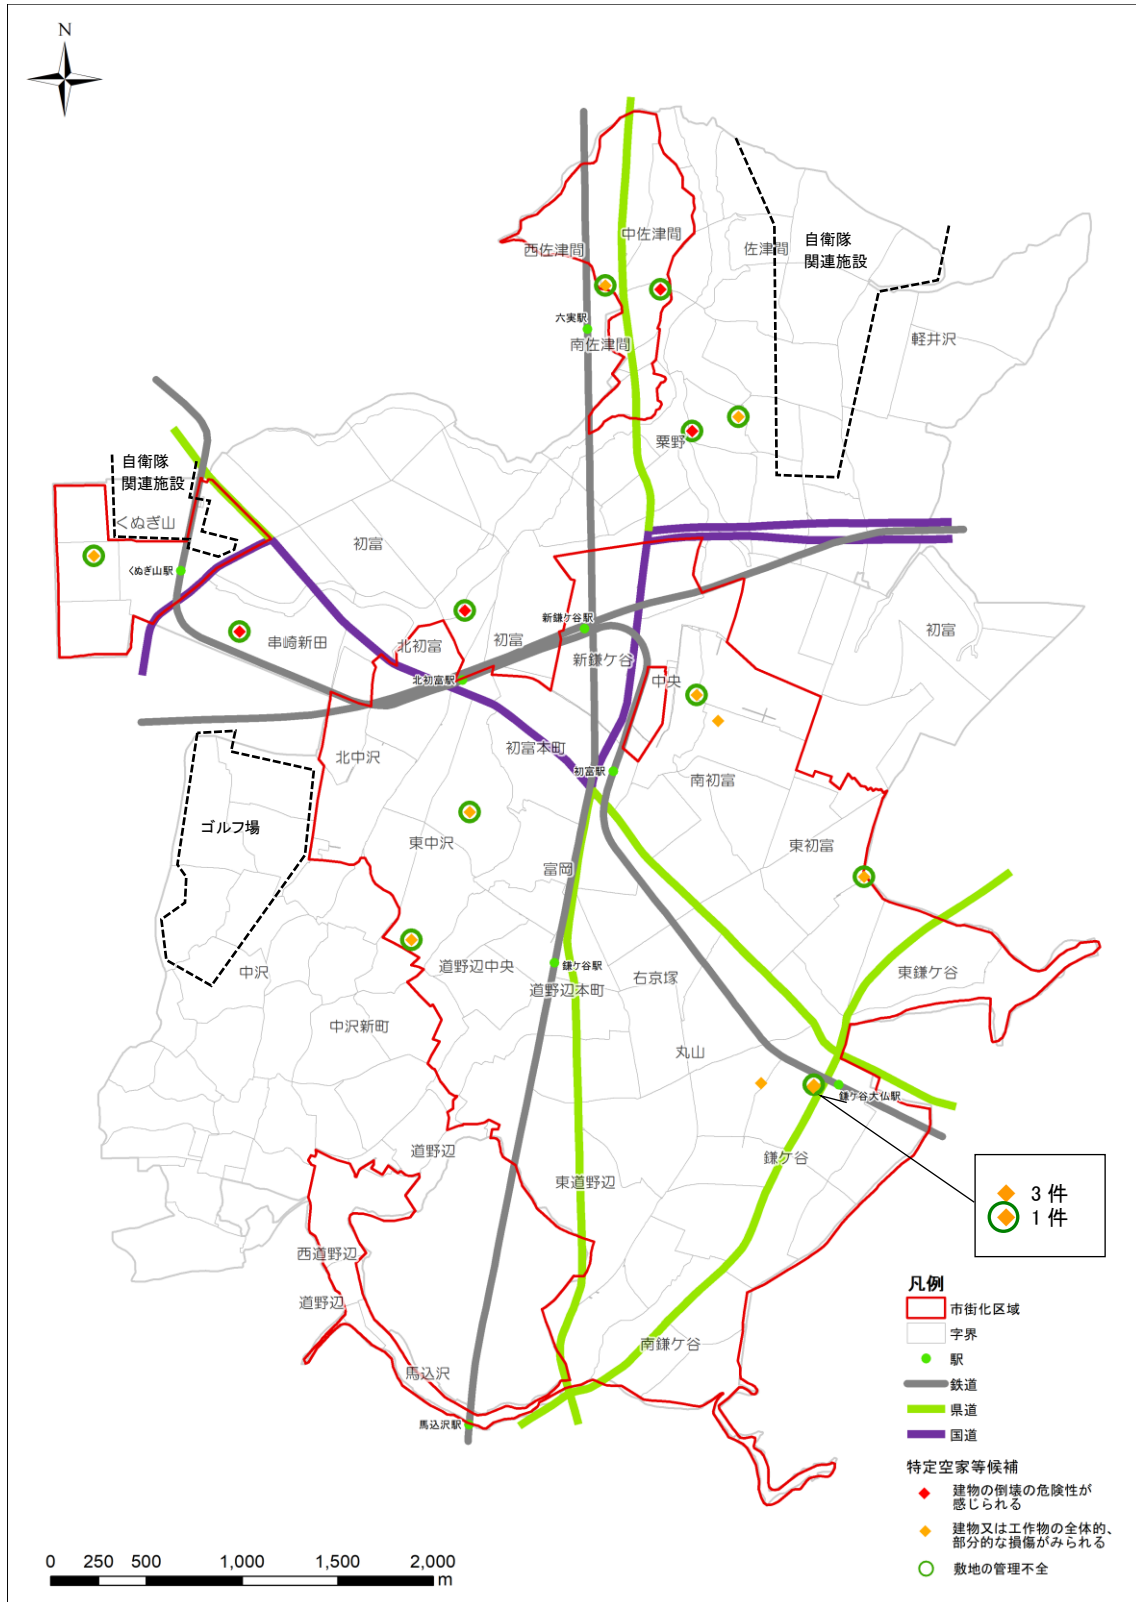 N
中佐津間
西佐津間
佐津間
自衛隊
関連施設
六実駅
南佐津間
軽井沢
粟野
自衛隊
関連施設
くぬぎ山
初富
くぬぎ山駅
串崎新田
北初富
初富
新鎌ケ谷駅
新鎌ケ谷
初富
北初富駅
中央
北中沢
初富本町
初富駅
南初富
ゴルフ場
東中沢
東初富
富岡
中沢
道野辺中央
鎌ケ谷駅
道野辺本町
右京塚
東鎌ケ谷
中沢新町
丸山
鎌ケ谷大仏駅
道野辺
鎌ケ谷
東道野辺
3 件
1 件
西道野辺
道野辺
南鎌ケ谷
馬込沢
馬込沢駅
凡例
市街化区域
字界
駅
鉄道
県道
国道
特定空家等候補
建物の倒壊の危険性が
感じられる
建物又は工作物の全体的、
部分的な損傷がみられる
敷地の管理不全
0 250 500 1,000 1,500 2,000
m